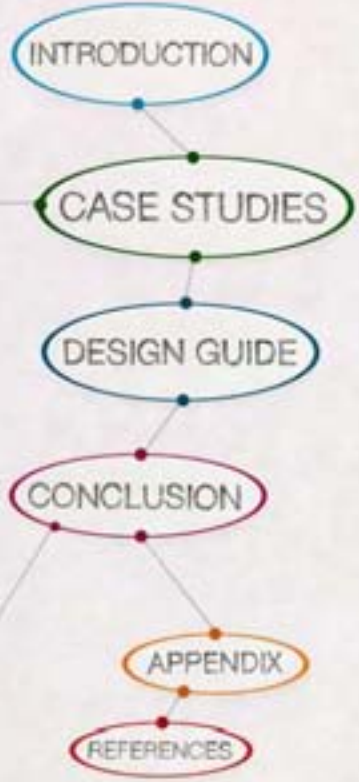 INTRODUCTION
CASE STUDIES
DESIGN GUIDE
CONCLUSION
APPENDIX
REFERENCES